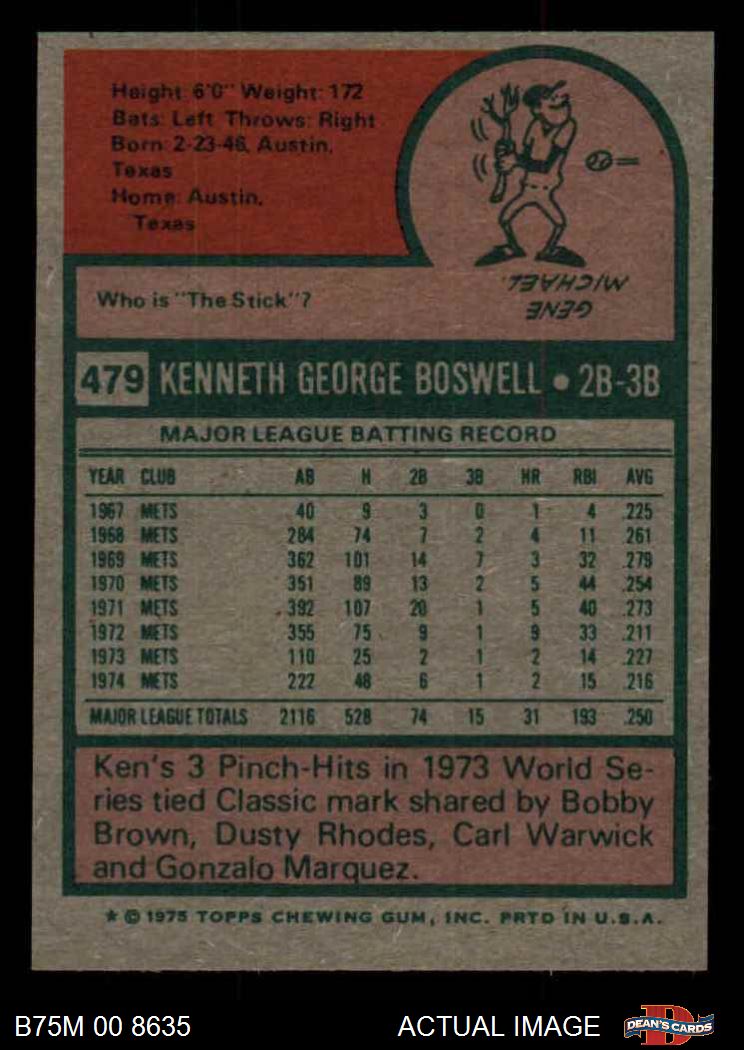 Height: 6'0" Weight: 172
Bats: Left Throws: Right
Born: 2-23-46, Austin,
Texas
Home: Austin,
Texas
GENE
MICHAEL.
Who is "The Stick"?
479 KENNETH GEORGE BOSWELL • 2B-3B
MAJOR LEAGUE BATTING RECORD
YEAR CLUB AB H 2B 3B HR RBI AVG
1967 METS 40 9 3 0 1 4 .225
1968 METS 284 74 7 2 4 11 .261
1969 METS 362 101 14 7 3 32 .279
1970 METS 351 89 13 2 5 44 .254
1971 METS 392 107 20 1 5 40 .273
1972 METS 355 75 9 1 9 33 .211
1973 METS 110 25 2 1 2 14 .227
1974 METS 222 48 6 1 2 15 .216
MAJOR LEAGUE TOTALS 2116 528 74 15 31 193 .250
Ken's 3 Pinch-Hits in 1973 World Se-
ries tied Classic mark shared by Bobby
Brown, Dusty Rhodes, Carl Warwick
and Gonzalo Marquez.
★ © 1975 TOPPS CHEWING GUM, INC. PRTD IN U.S.A.
B75M 00 8635 ACTUAL IMAGE DEAN'S CARDS